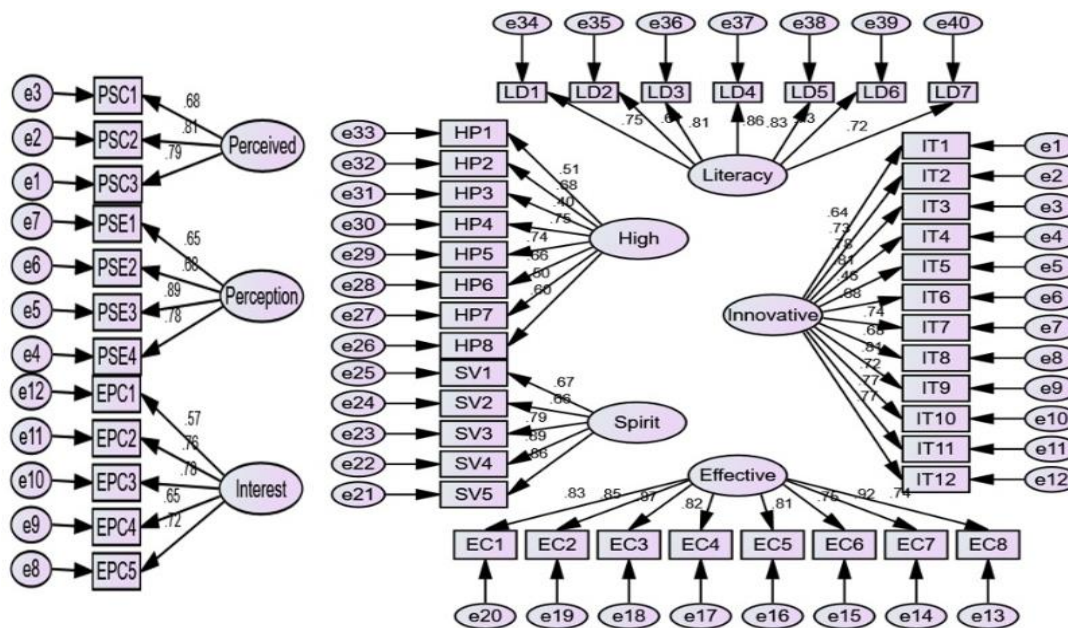 e34 e35 e36 e37 e38 e39 e40
LD1 LD2 LD3 LD4 LD5 LD6 LD7
.75 .81 .86 .83 .72
Literacy
e3 PSC1 .68
e2 PSC2 .81 Perceived
e1 PSC3 .79
e7 PSE1 .65
e6 PSE2 .68
e5 PSE3 .89 Perception
e4 PSE4 .78
e12 EPC1 .57
e11 EPC2 .76
e10 EPC3 .78 Interest
e9 EPC4 .65
e8 EPC5 .72
e33 HP1 .51
e32 HP2 .68
e31 HP3 .40
e30 HP4 .75 High
e29 HP5 .74
e28 HP6 .66
e27 HP7
e26 HP8 .60
e25 SV1 .67
e24 SV2 .66
e23 SV3 .79 Spirit
e22 SV4 .89
e21 SV5 .86
IT1 e1
IT2 e2
IT3 e3
IT4 e4
IT5 e5
IT6 e6
IT7 e7
IT8 e8
IT9 e9
IT10 e10
IT11 e11
IT12 e12
Innovative
.64
.73
.81
.74
.68
.81
.72
.77
.77
Effective
.83 .85 .82 .81 .92 .74
EC1 EC2 EC3 EC4 EC5 EC6 EC7 EC8
e20 e19 e18 e17 e16 e15 e14 e13